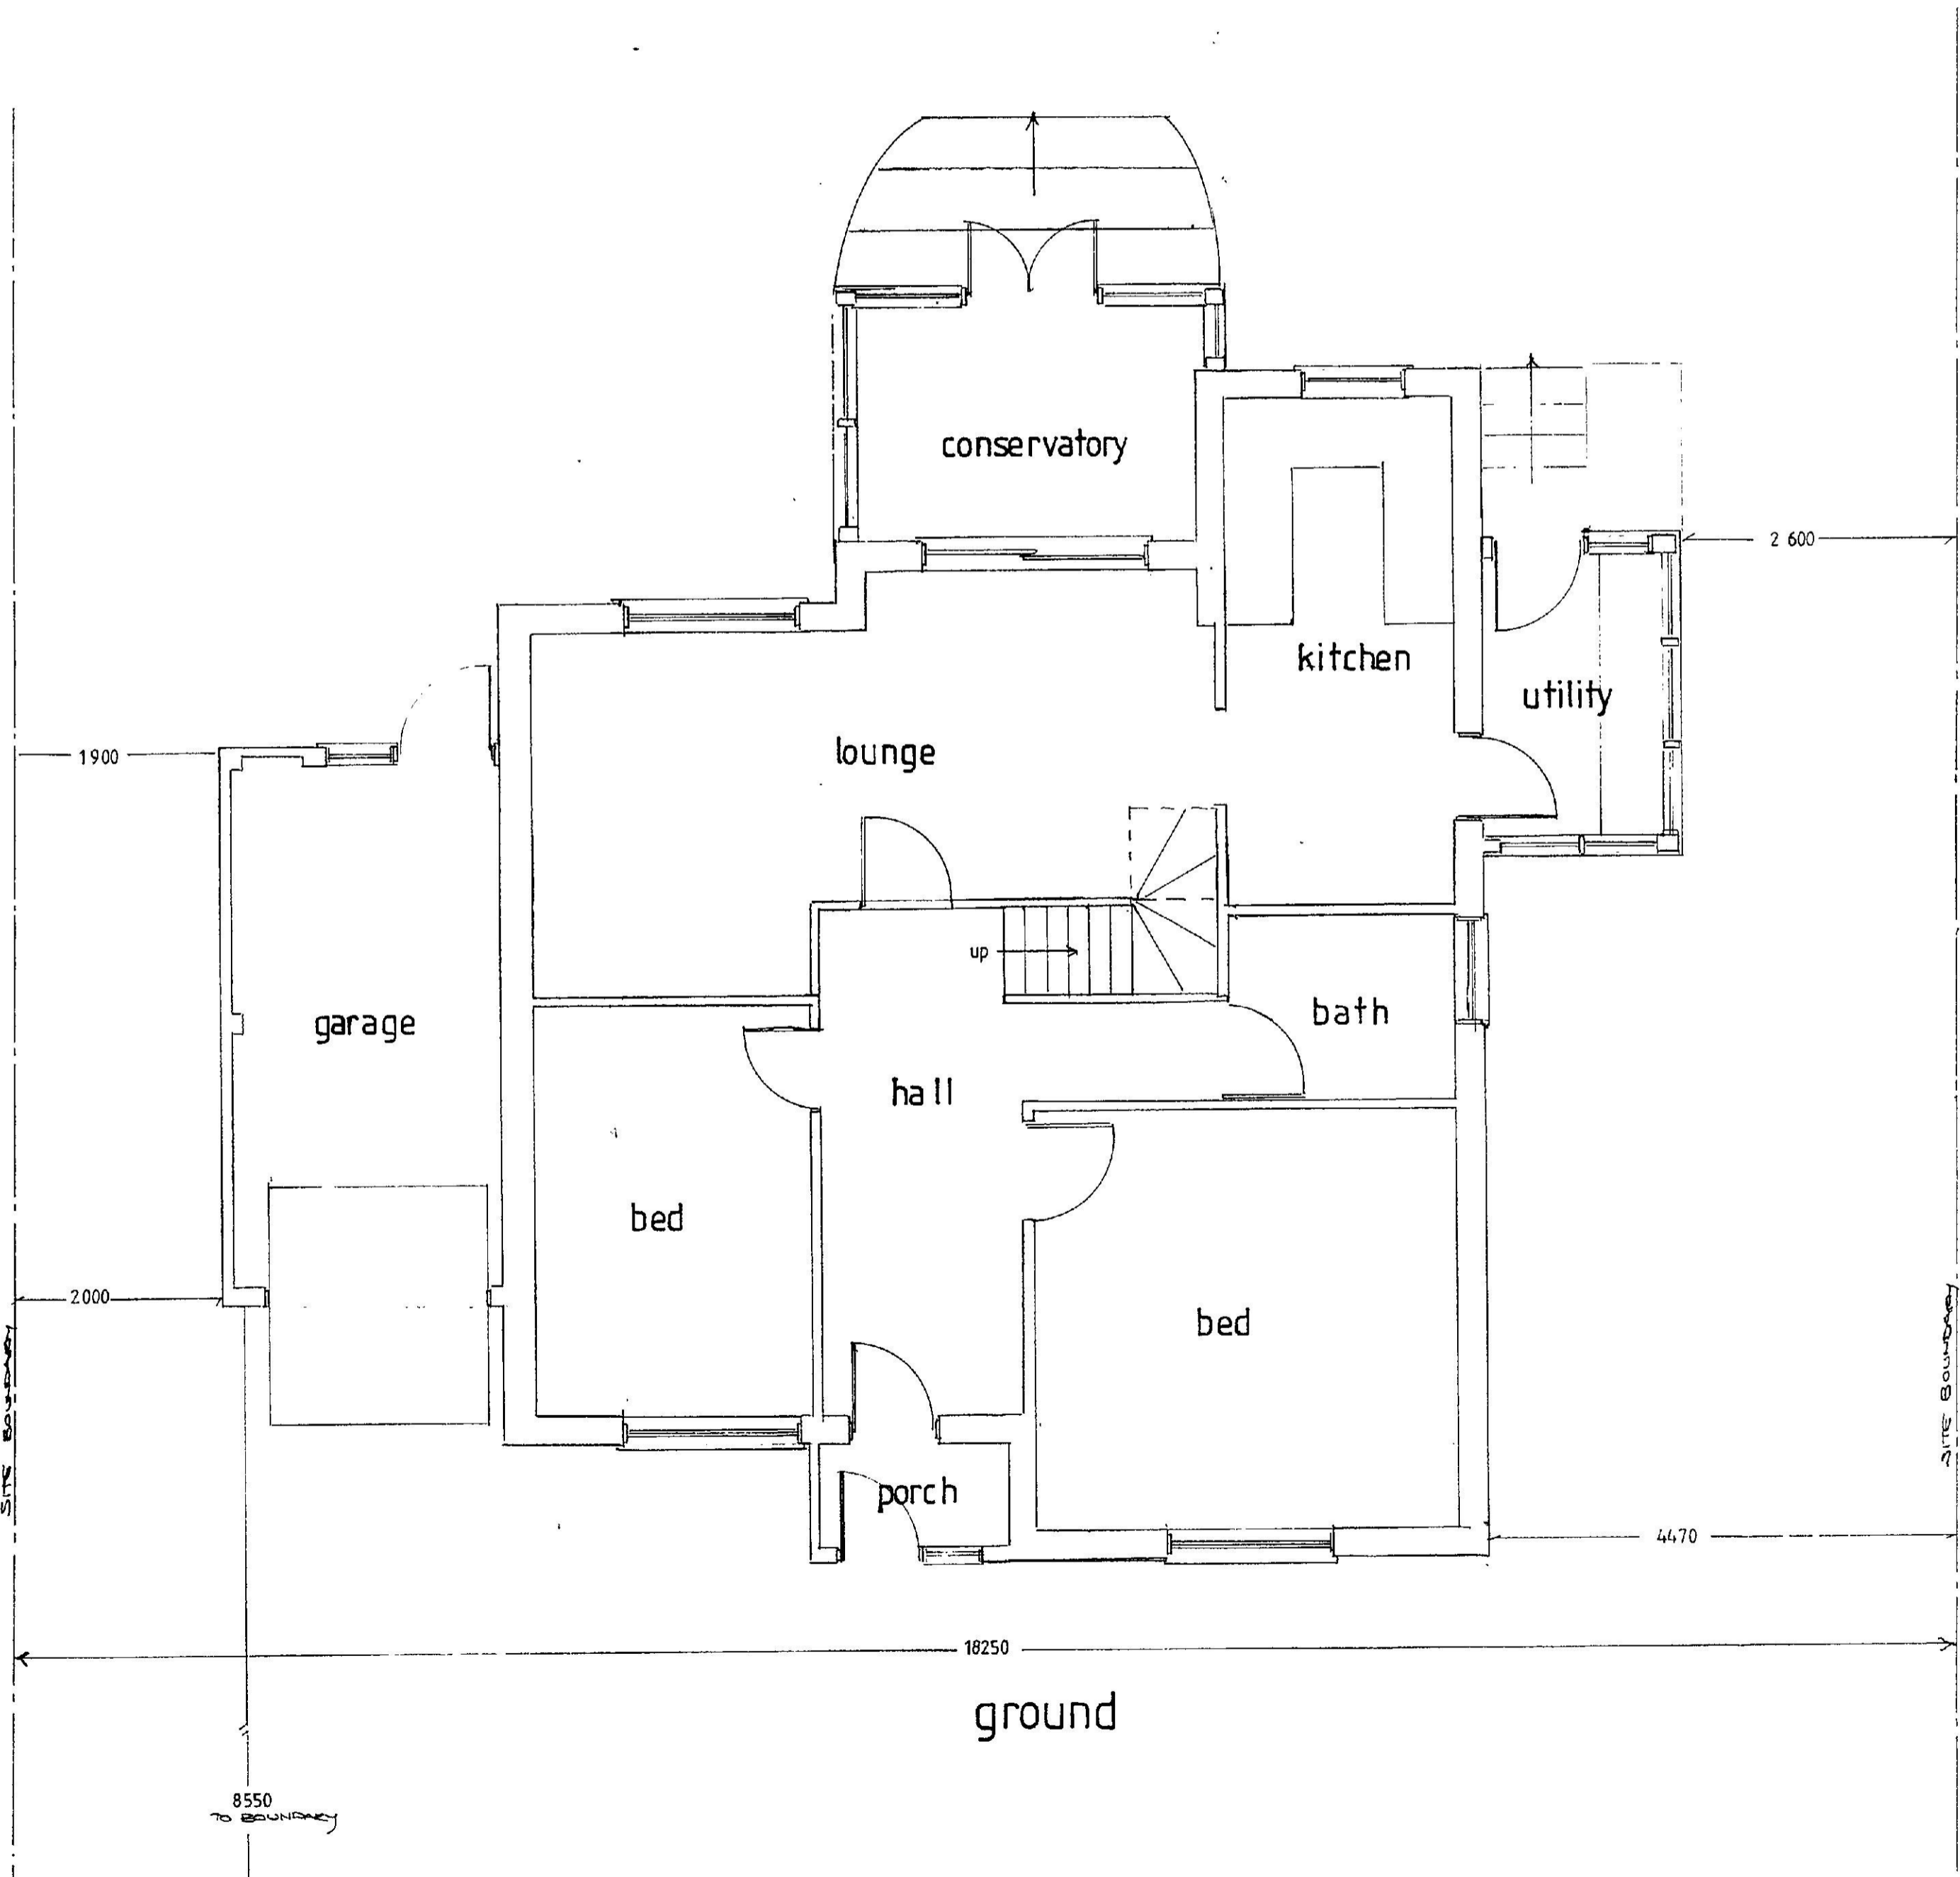 conservatory
2 600
kitchen
utility
lounge
1900
up
bath
garage
hall
bed
2000
bed
SITE BOUNDARY
SITE BOUNDARY
porch
4470
18250
ground
8550
TO BOUNDARY